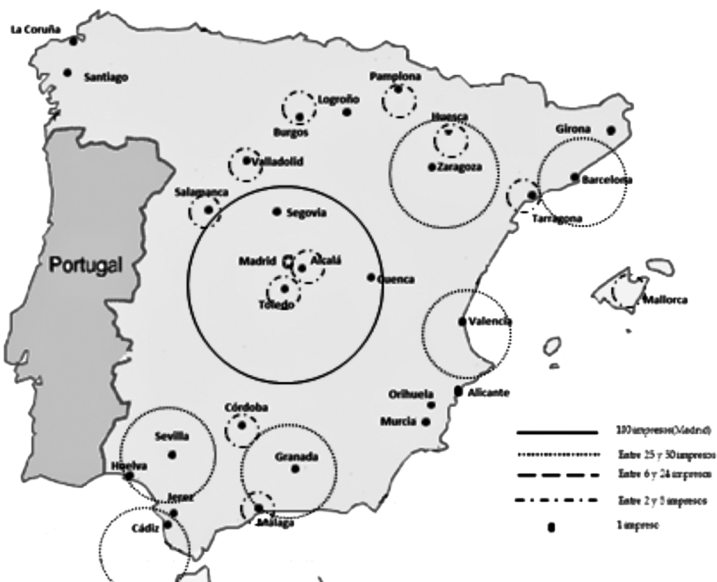 La Coruña
Santiago
Pamplona
Logroño
Burgos
Huesca
Girona
Valladolid
Zaragoza
Barcelona
Salamanca
Tarragona
Segovia
Portugal
Madrid
Alcalá
Cuenca
Toledo
Mallorca
Valencia
Orihuela
Alicante
Córdoba
Murcia
Sevilla
Granada
Huelva
Jerez
Cádiz
Málaga
100 impresos(Madrid)
Entre 25 y 50 impresos
Entre 6 y 24 impresos
Entre 2 y 5 impresos
1 impreso